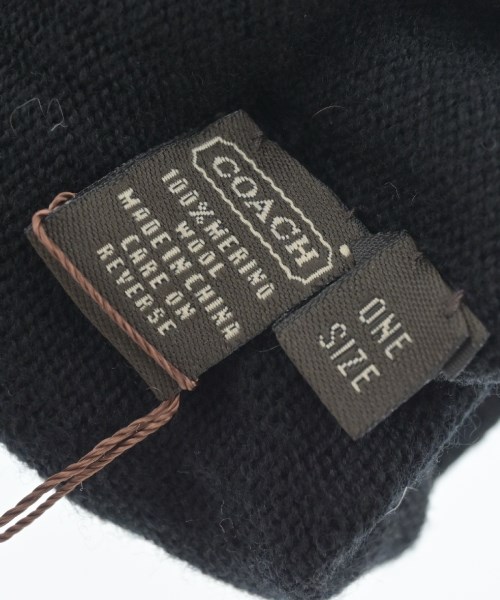 COACH
100% MERINO
WOOL
MADE IN CHINA
CARE ON
REVERSE
ONE
SIZE